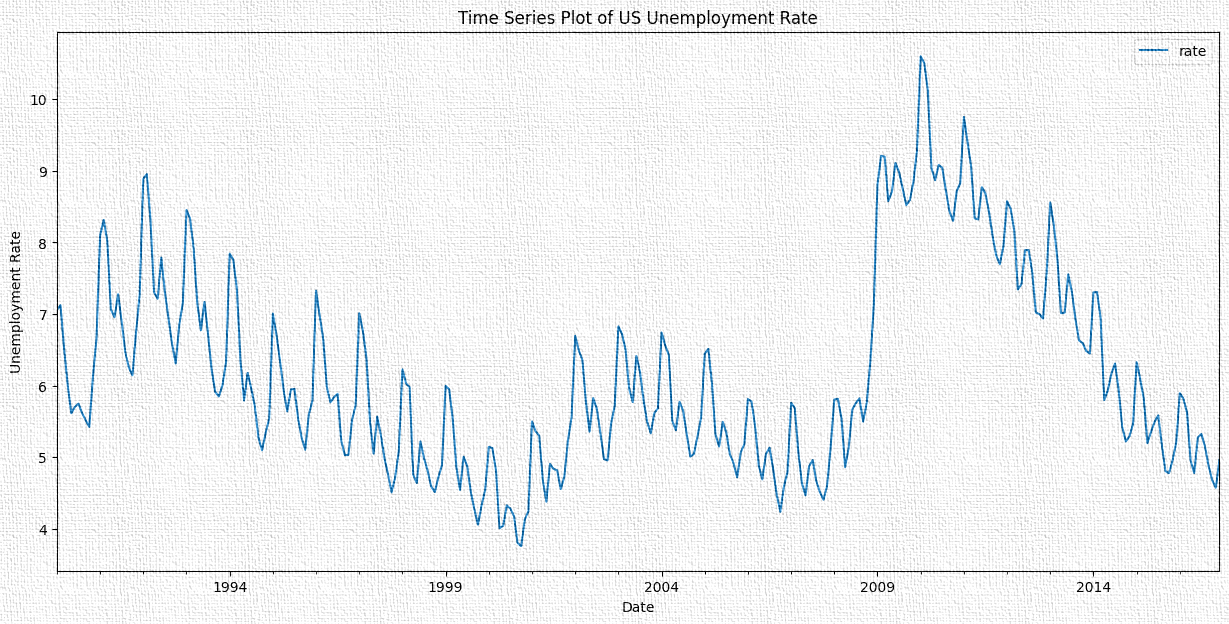 Time Series Plot of US Unemployment Rate
rate
10
9
8
7
6
5
4
Unemployment Rate
1994 1999 2004 2009 2014
Date